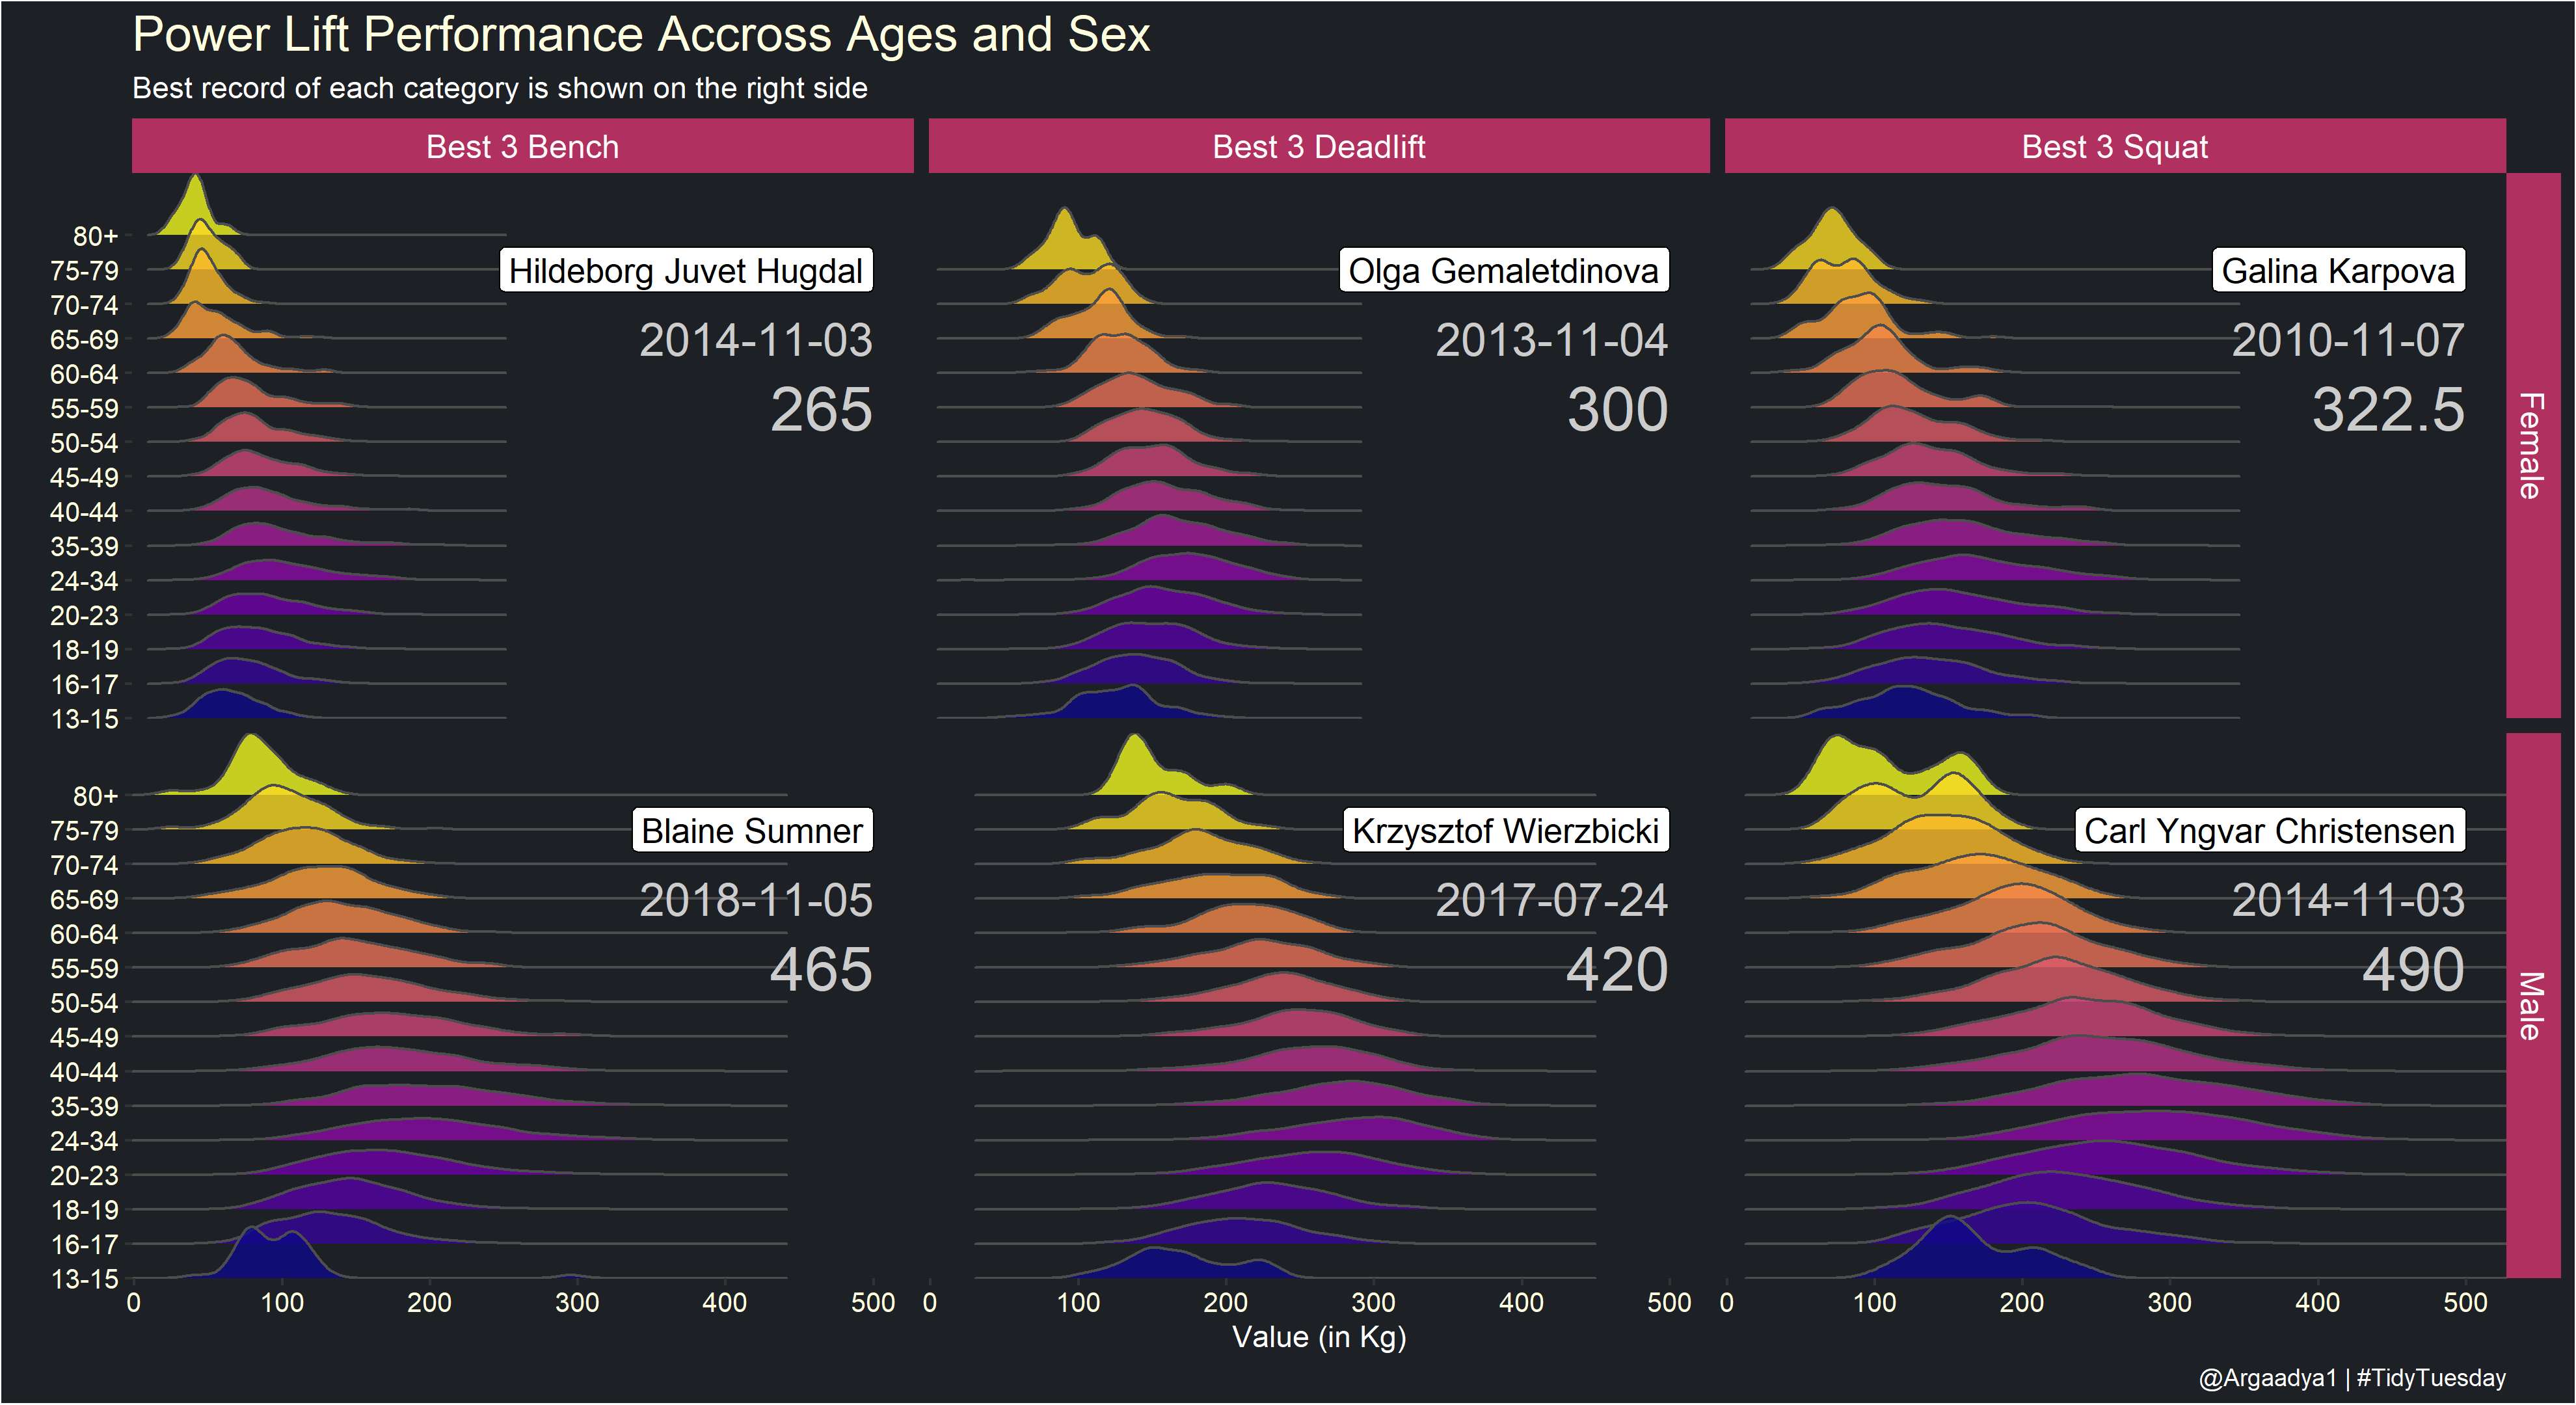 Power Lift Performance Accross Ages and Sex
Best record of each category is shown on the right side
Best 3 Bench
Best 3 Deadlift
Best 3 Squat
Female
80+
75-79
70-74
65-69
60-64
55-59
50-54
45-49
40-44
35-39
24-34
20-23
18-19
16-17
13-15
Hildeborg Juvet Hugdal
2014-11-03
265
Olga Gemaletdinova
2013-11-04
300
Galina Karpova
2010-11-07
322.5
Male
80+
75-79
70-74
65-69
60-64
55-59
50-54
45-49
40-44
35-39
24-34
20-23
18-19
16-17
13-15
Blaine Sumner
2018-11-05
465
Krzysztof Wierzbicki
2017-07-24
420
Carl Yngvar Christensen
2014-11-03
490
0 100 200 300 400 500
0 100 200 300 400 500
0 100 200 300 400 500
Value (in Kg)
@Argaadya1 | #TidyTuesday